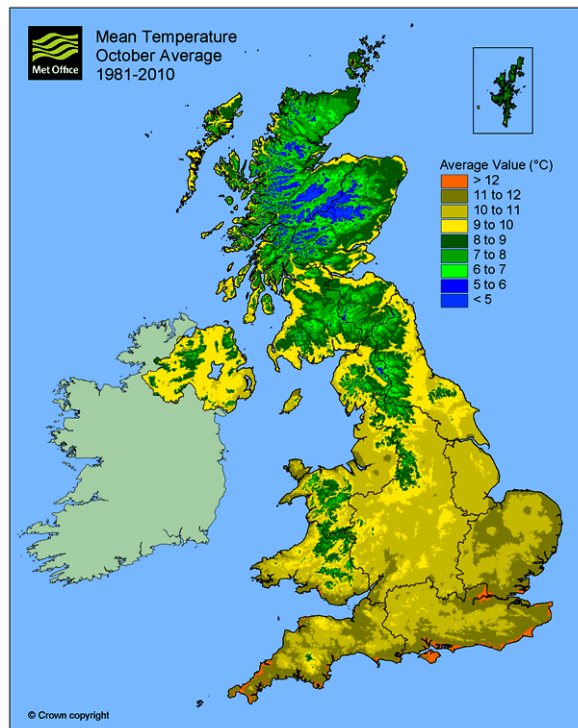 Met Office
Mean Temperature
October Average
1981-2010
Average Value (°C)
> 12
11 to 12
10 to 11
9 to 10
8 to 9
7 to 8
6 to 7
5 to 6
< 5
© Crown copyright